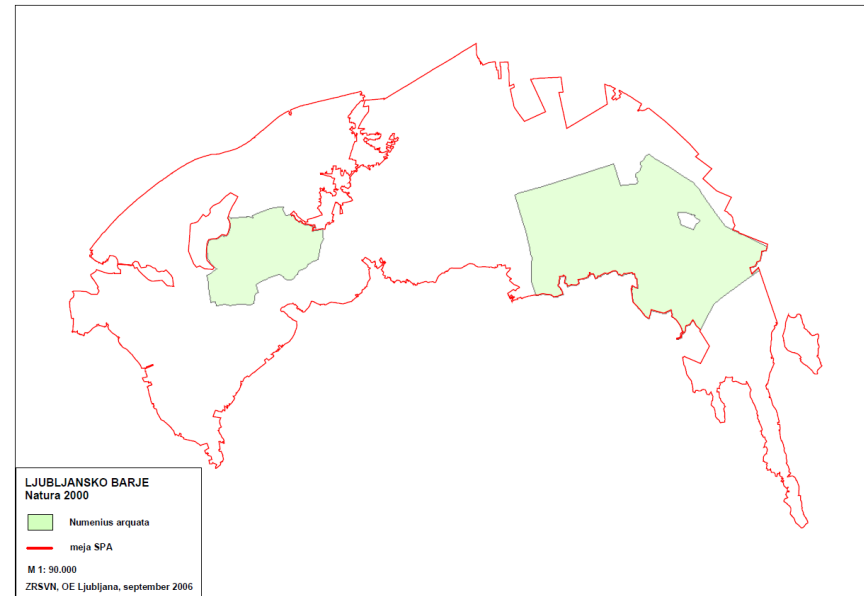 LJUBLJANSKO BARJE
Natura 2000
Numenius arquata
meja SPA
M 1: 90.000
ZRSVN, OE Ljubljana, september 2006